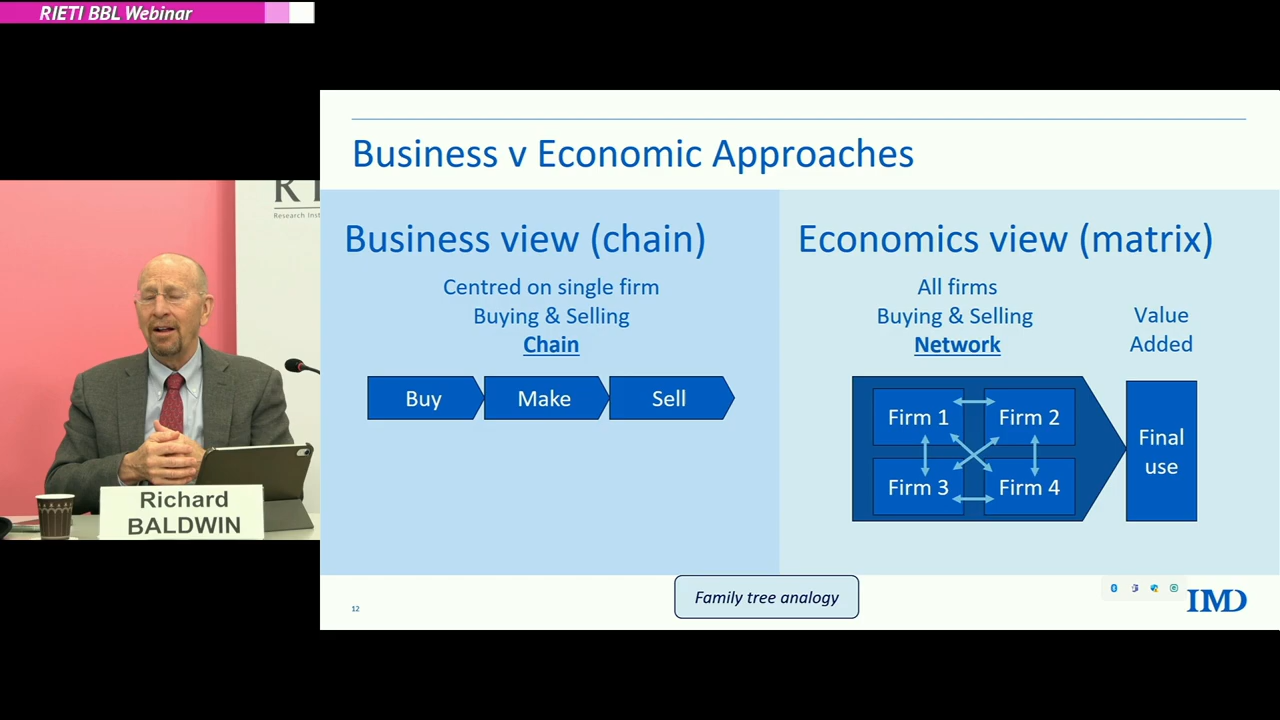 RIETI BBL Webinar
Business v Economic Approaches
Business view (chain)
Centred on single firm
Buying & Selling
Chain
Buy
Make
Sell
Economics view (matrix)
All firms
Buying & Selling
Network
Value
Added
Firm 1
Firm 2
Firm 3
Firm 4
Final
use
Family tree analogy
12
IMD
Research Inst
Richard
BALDWIN